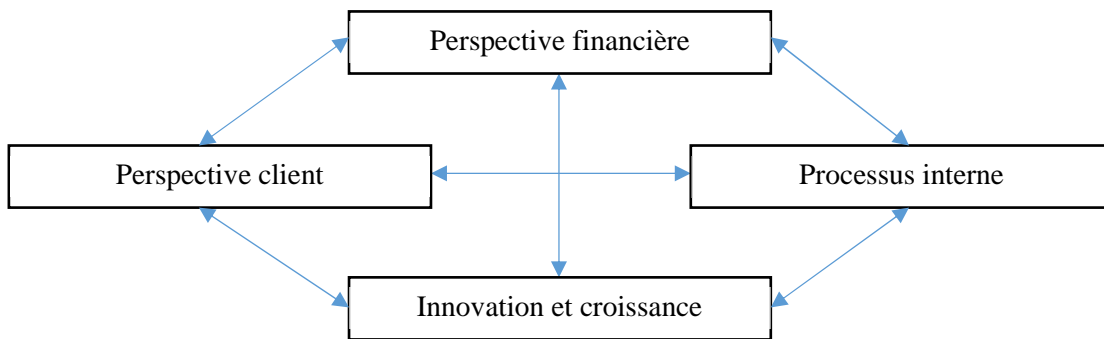 Perspective financière
Perspective client
Processus interne
Innovation et croissance